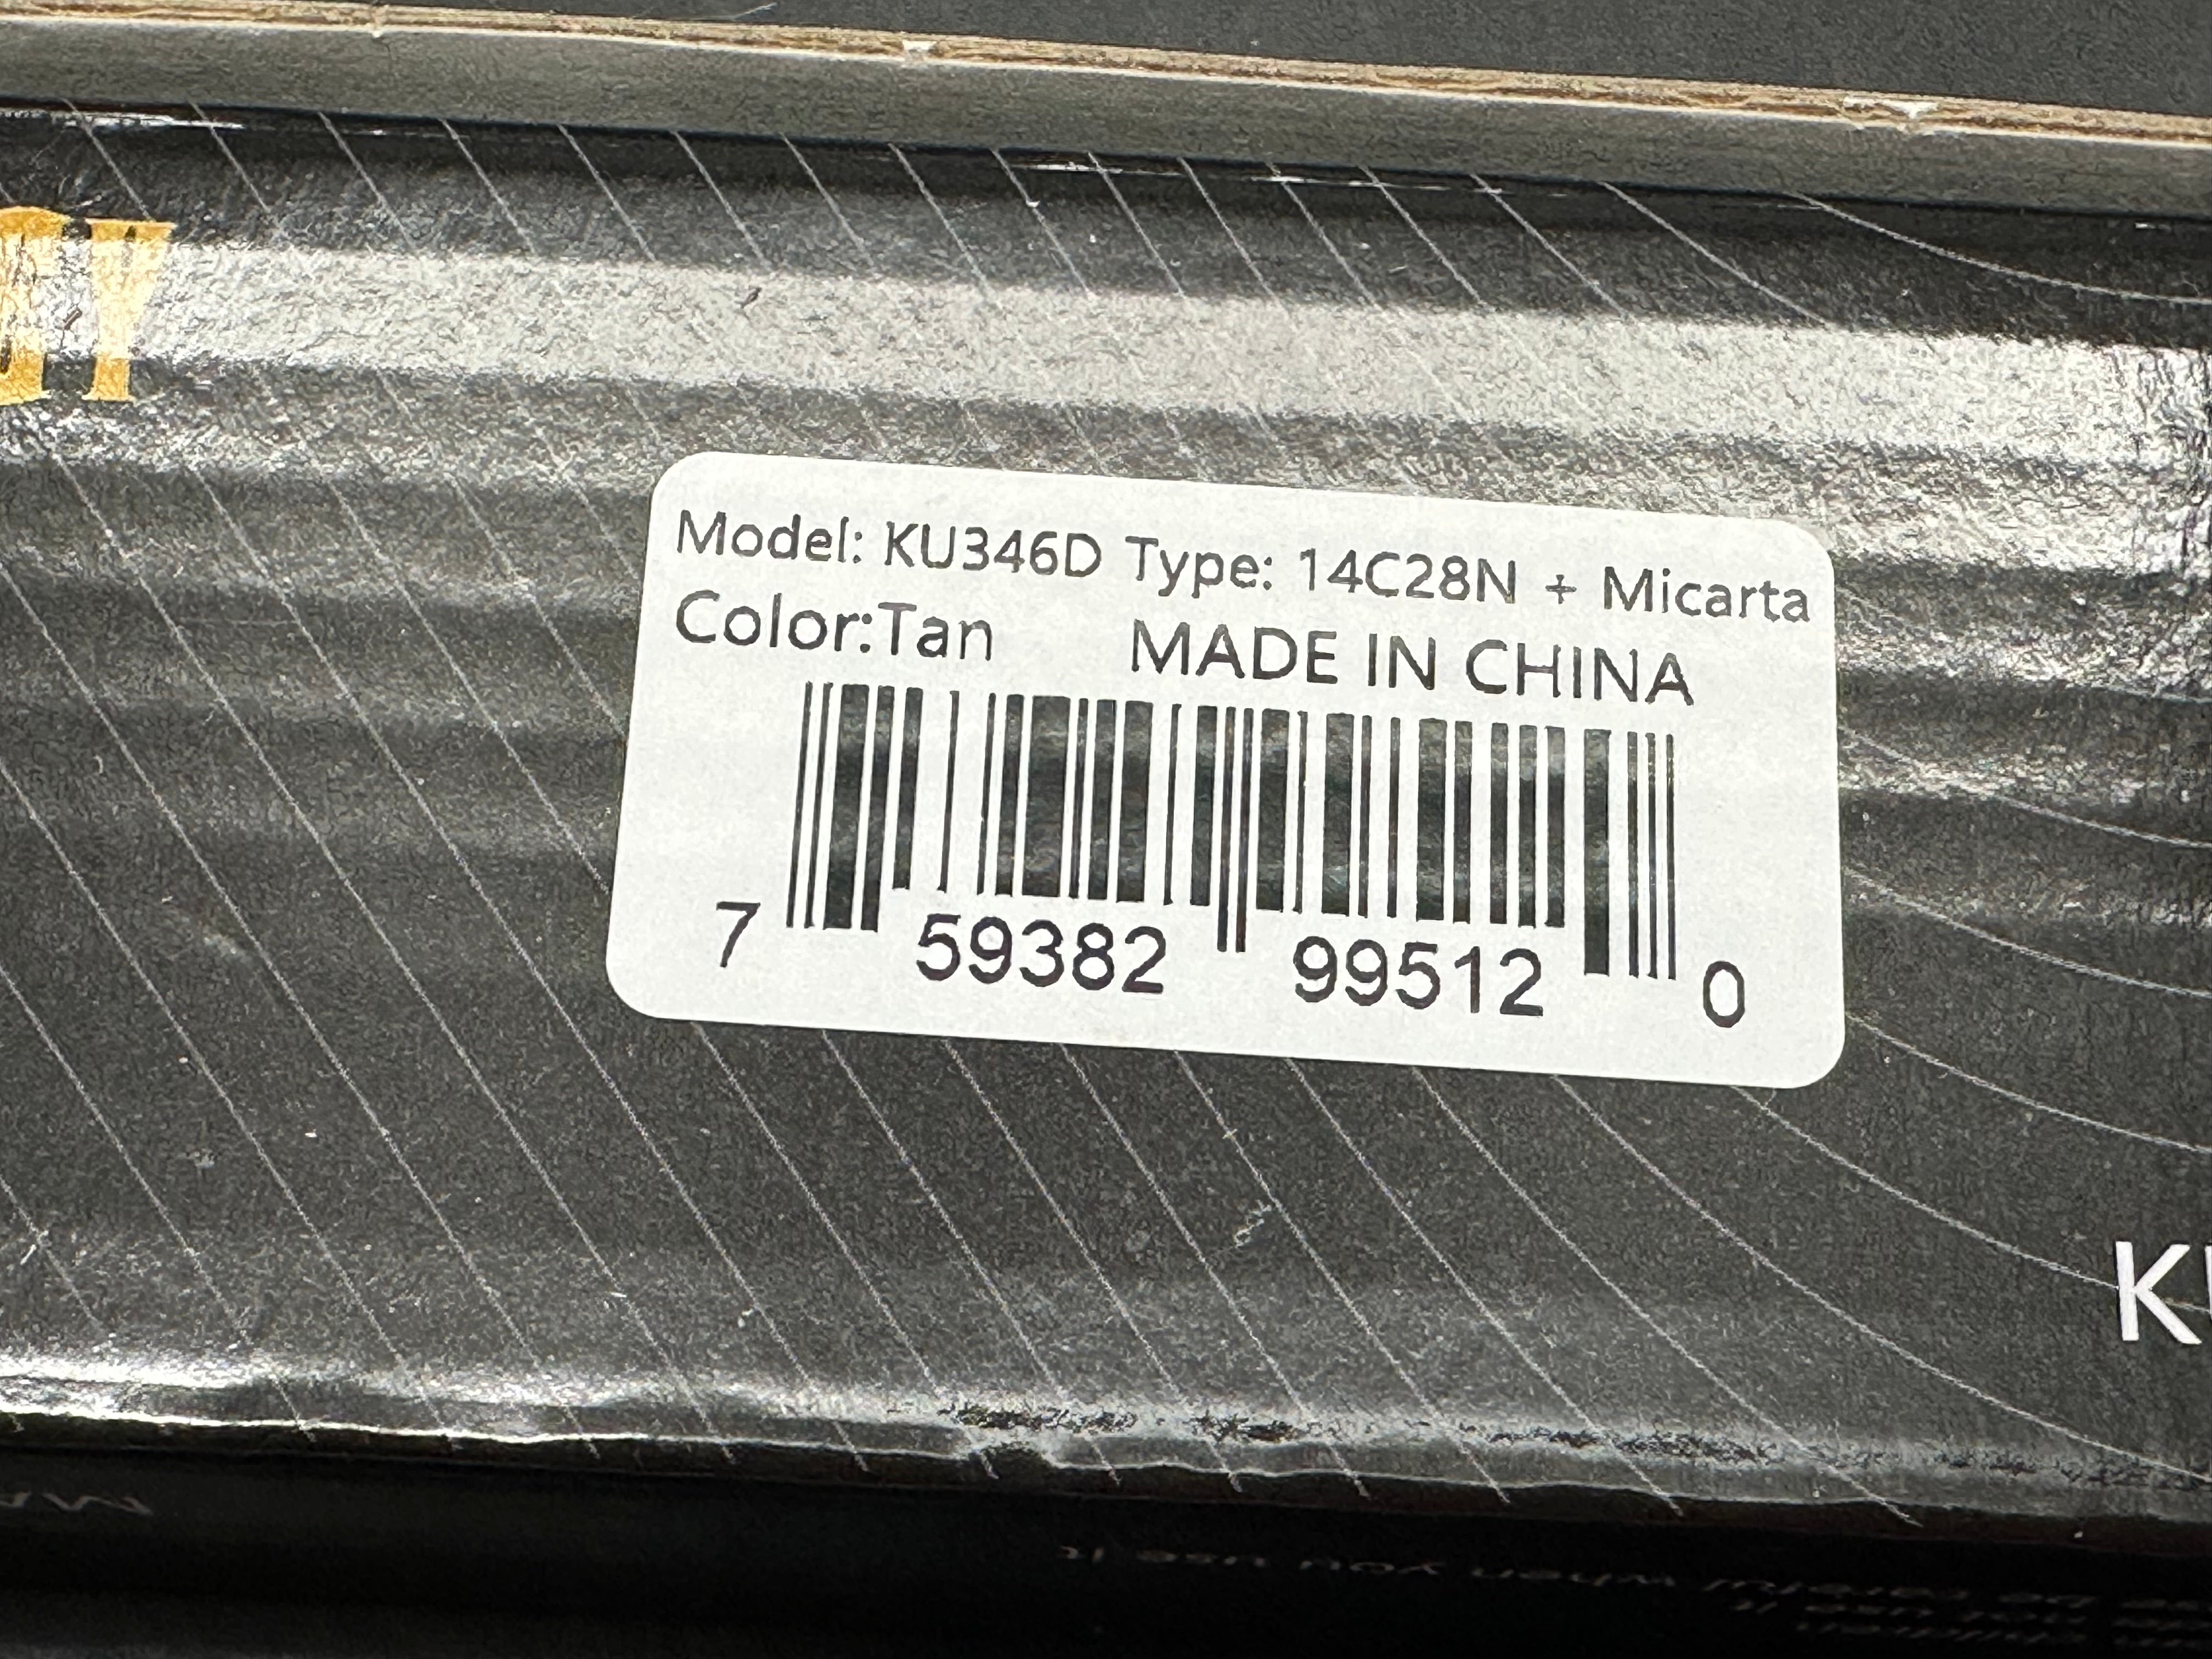 Model: KU346D Type: 14C28N + Micarta
Color:Tan MADE IN CHINA
7 59382 99512 0